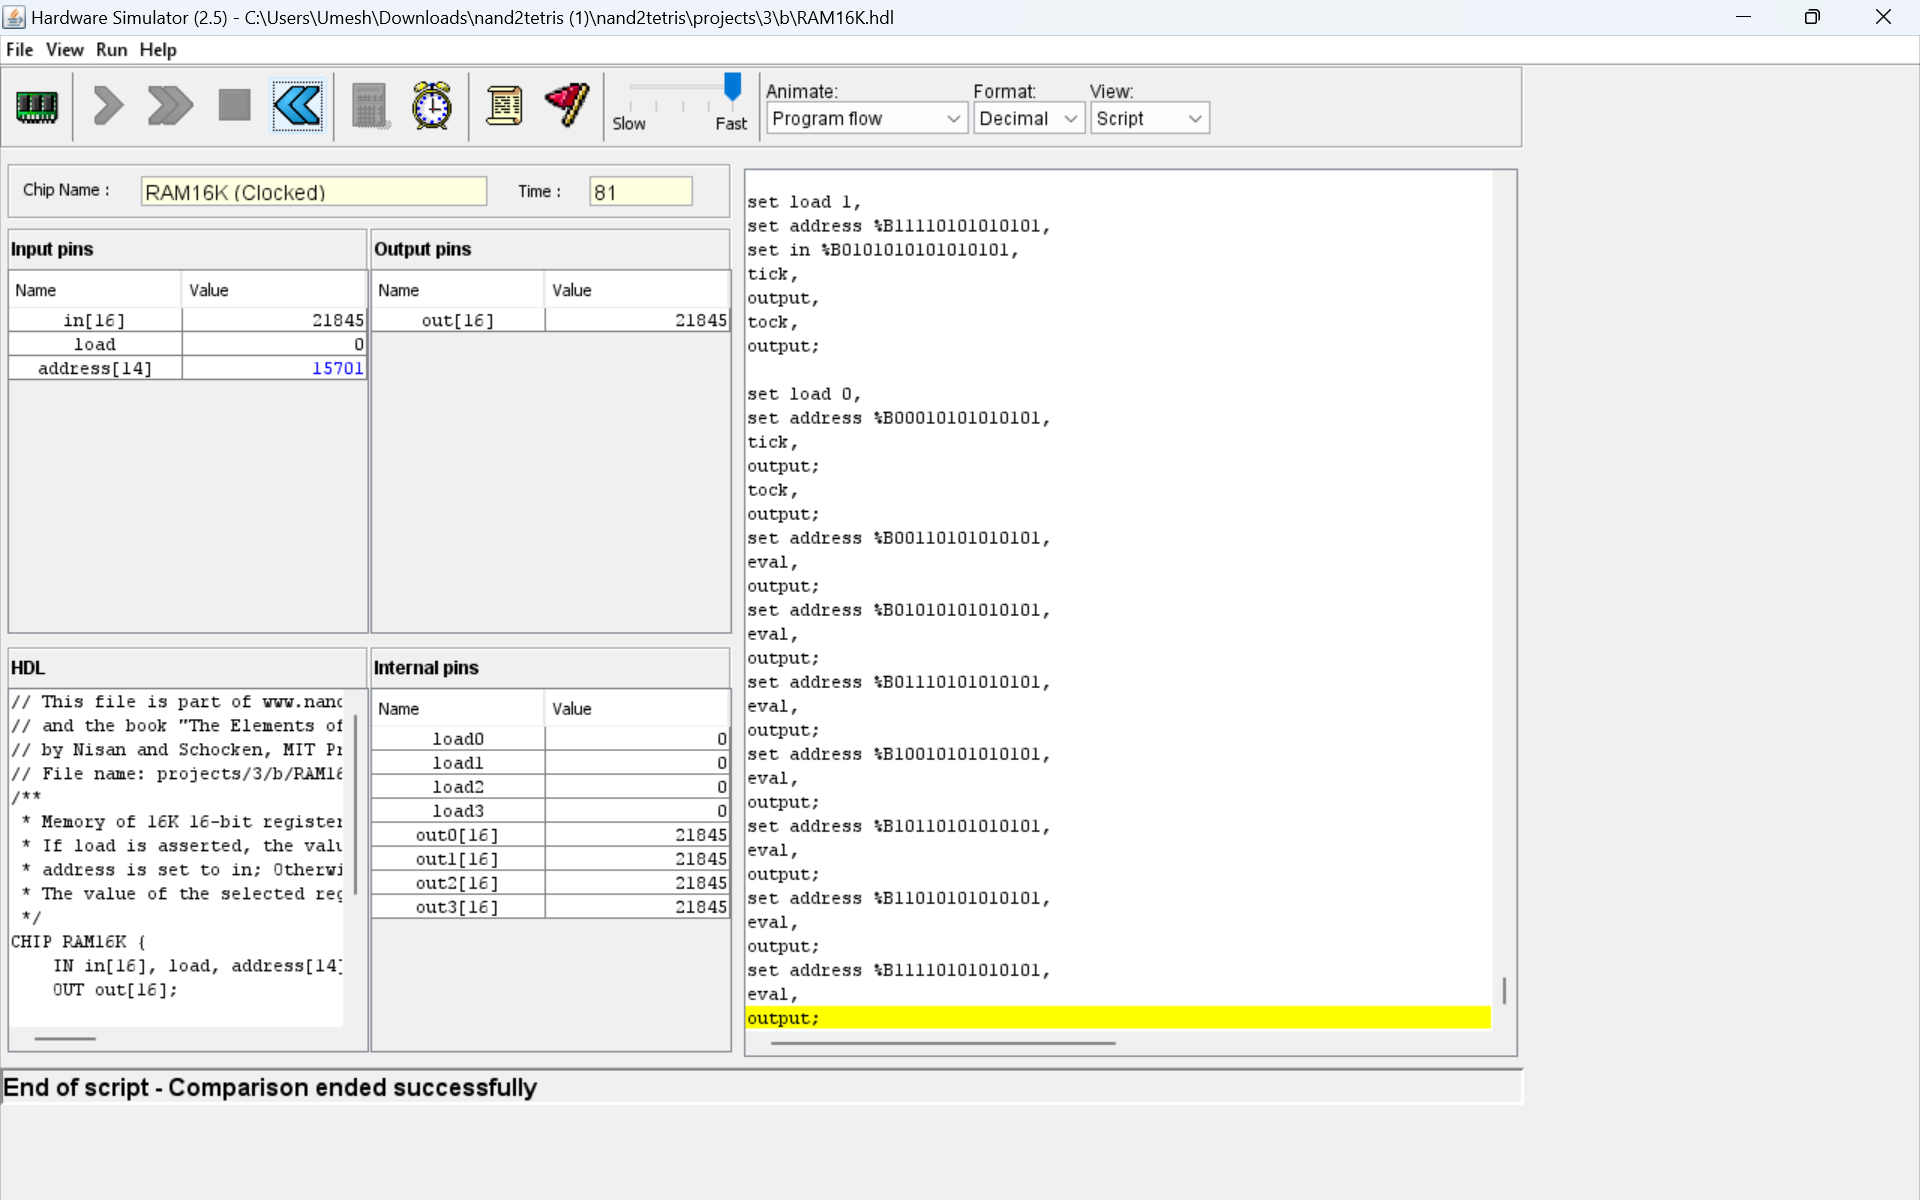 Hardware Simulator (2.5) - C:\Users\Umesh\Downloads\nand2tetris (1)\nand2tetris\projects\3\b\RAM16K.hdl
File View Run Help
Slow Fast
Animate:
Program flow
Format:
Decimal
View:
Script
Chip Name :
RAM16K (Clocked)
Time :
81
Input pins
Name Value
in[16] 21845
load 0
address[14] 15701
Output pins
Name Value
out[16] 21845
HDL
// This file is part of www.nand
// and the book "The Elements of
// by Nisan and Schocken, MIT Pr
// File name: projects/3/b/RAM16
/**
* Memory of 16K 16-bit register
* If load is asserted, the valu
* address is set to in; Otherwi
* The value of the selected reg
*/
CHIP RAM16K {
IN in[16], load, address[14]
OUT out[16];
Internal pins
Name Value
load0 0
load1 0
load2 0
load3 0
out0[16] 21845
out1[16] 21845
out2[16] 21845
out3[16] 21845
set load 1,
set address %B11110101010101,
set in %B0101010101010101,
tick,
output,
tock,
output;
set load 0,
set address %B00010101010101,
tick,
output;
tock,
output;
set address %B00110101010101,
eval,
output;
set address %B01010101010101,
eval,
output;
set address %B01110101010101,
eval,
output;
set address %B10010101010101,
eval,
output;
set address %B10110101010101,
eval,
output;
set address %B11010101010101,
eval,
output;
set address %B11110101010101,
eval,
output;
End of script - Comparison ended successfully